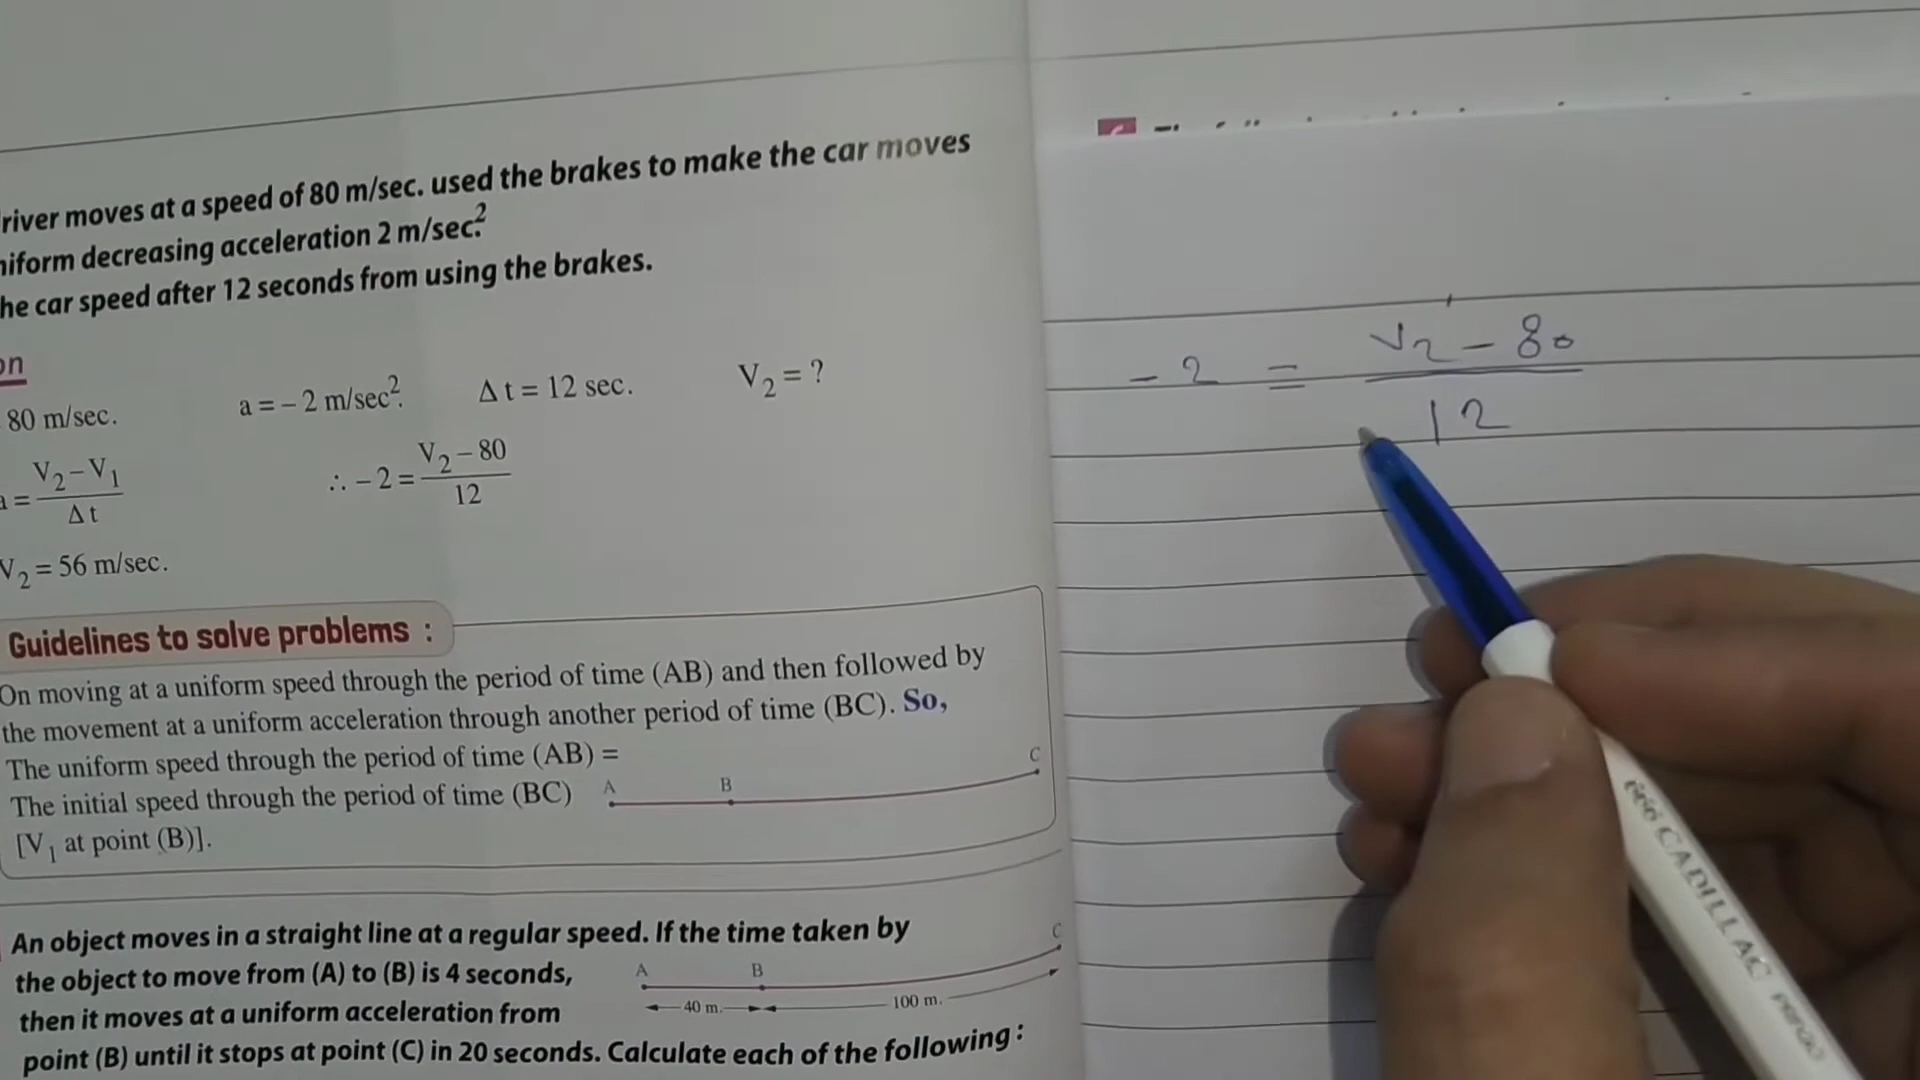 river moves at a speed of 80 m/sec. used the brakes to make the car moves
niform decreasing acceleration 2 m/sec.²
he car speed after 12 seconds from using the brakes.
on
80 m/sec.
a = – 2 m/sec².
Δ t = 12 sec.
V₂ = ?
a = V₂ – V₁ / Δ t
∴ – 2 = V₂ – 80 / 12
V₂ = 56 m/sec.
Guidelines to solve problems :
On moving at a uniform speed through the period of time (AB) and then followed by
the movement at a uniform acceleration through another period of time (BC). So,
The uniform speed through the period of time (AB) =
The initial speed through the period of time (BC)
[V₁ at point (B)].
A B C
An object moves in a straight line at a regular speed. If the time taken by
the object to move from (A) to (B) is 4 seconds,
then it moves at a uniform acceleration from
point (B) until it stops at point (C) in 20 seconds. Calculate each of the following :
A B C
40 m. 100 m.
– 2 = V₂ – 80 / 12
666 CADILLAC